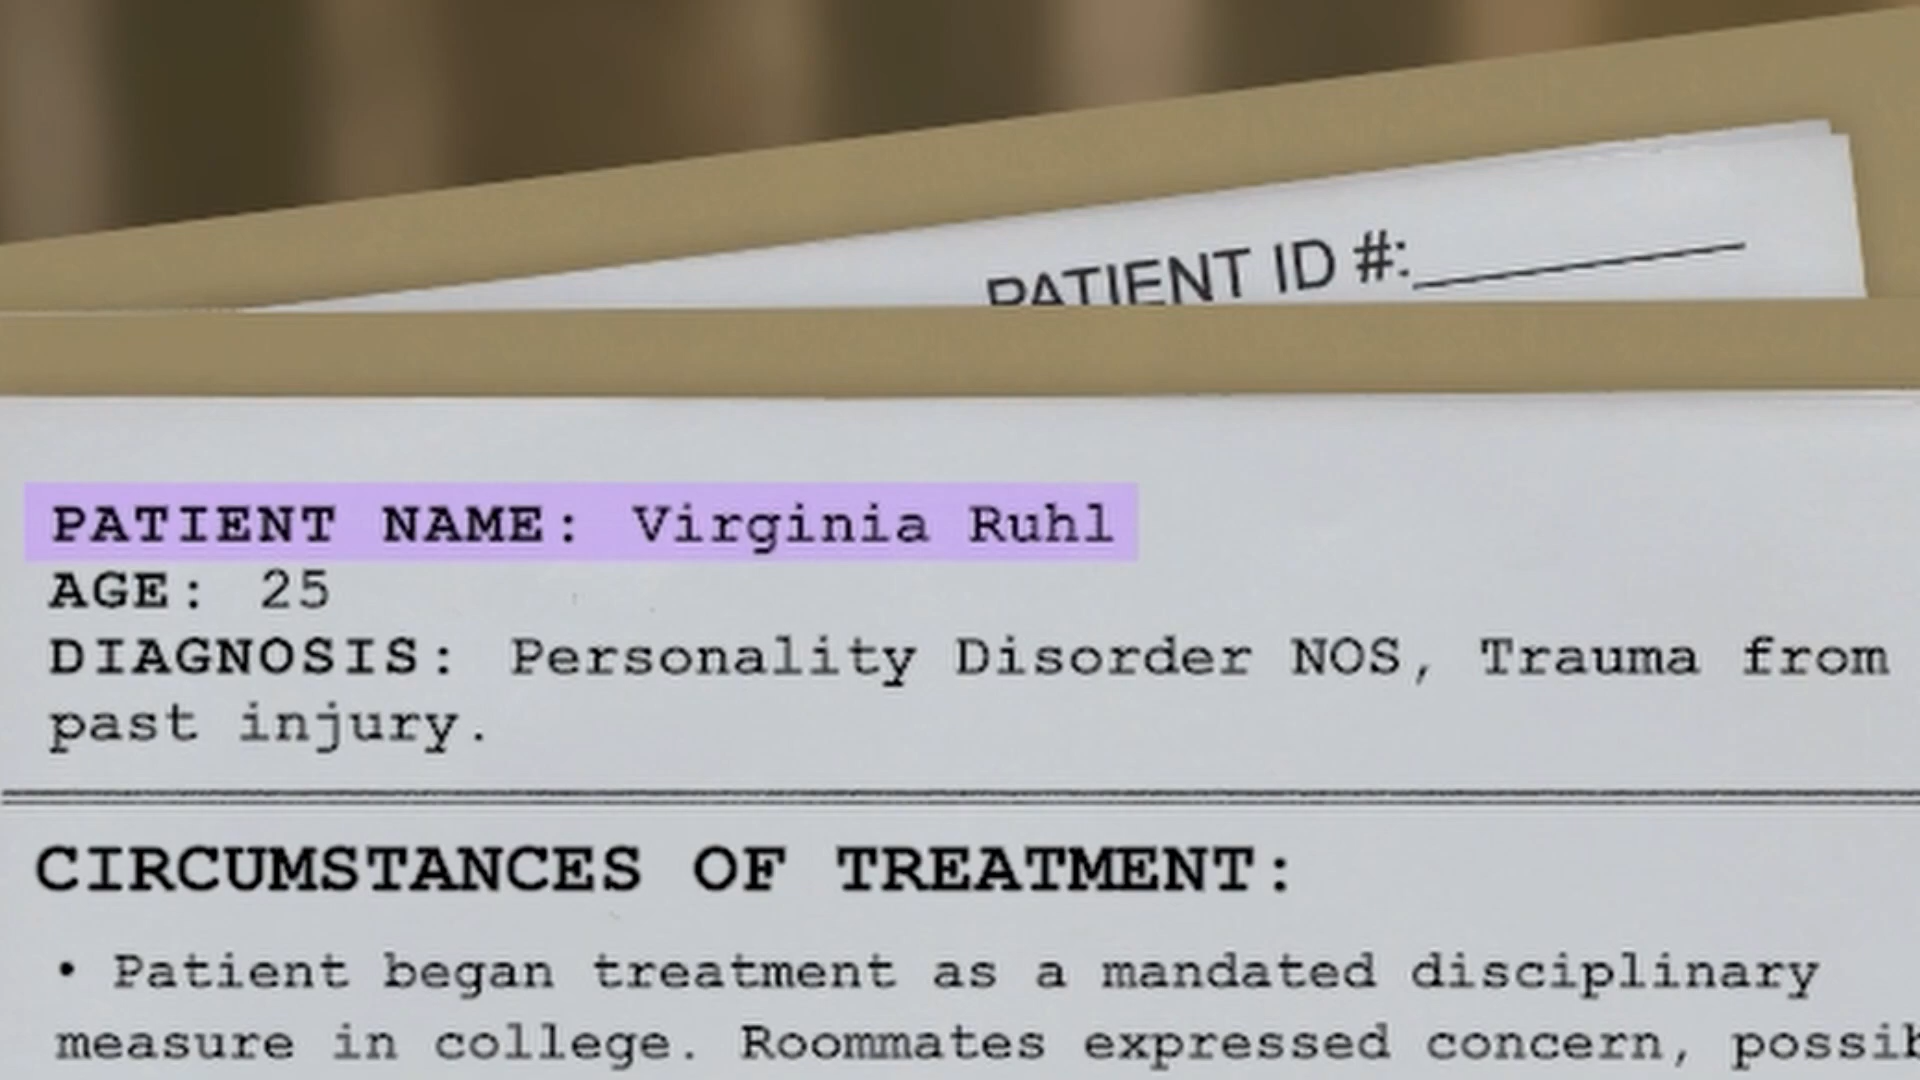 PATIENT ID #:
PATIENT NAME: Virginia Ruhl
AGE: 25
DIAGNOSIS: Personality Disorder NOS, Trauma from
past injury.
CIRCUMSTANCES OF TREATMENT:
• Patient began treatment as a mandated disciplinary
measure in college. Roommates expressed concern,